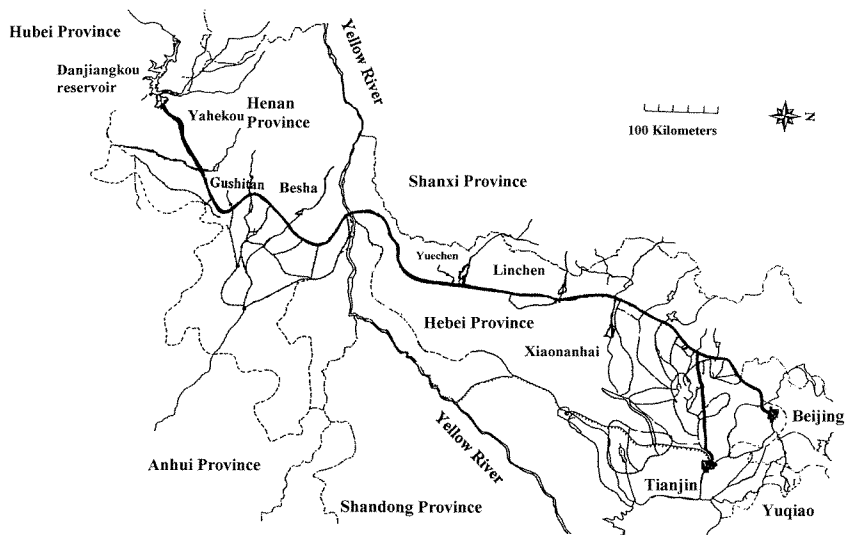 Hubei Province
Yellow River
Danjiangkou
reservoir
Yahekou
Henan
Province
100 Kilometers
N
Gushitan
Besha
Shanxi Province
Yuechen
Linchen
Hebei Province
Xiaonanhai
Yellow River
Beijing
Anhui Province
Tianjin
Shandong Province
Yuqiao